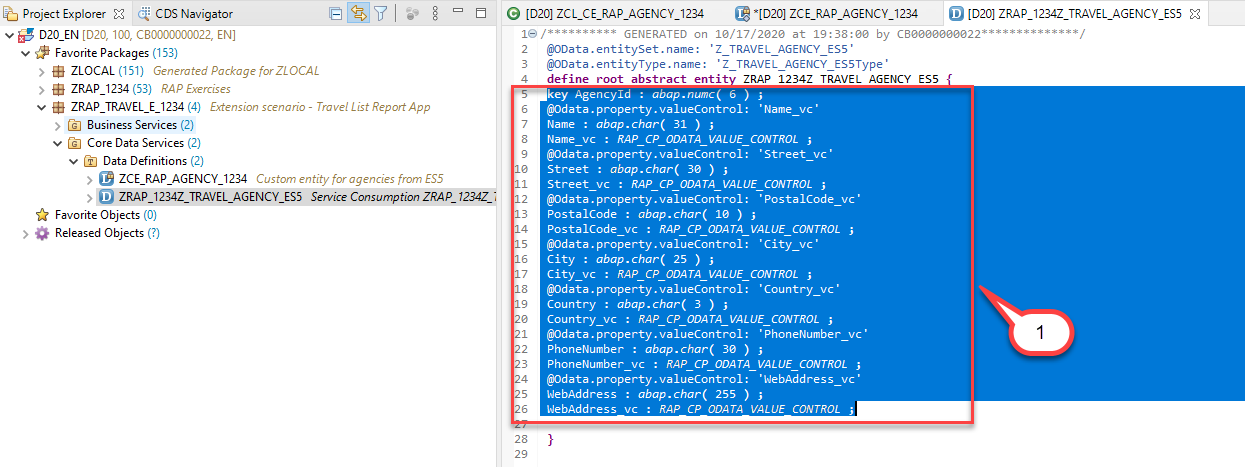 Project Explorer
CDS Navigator
D20_EN [D20, 100, CB0000000022, EN]
Favorite Packages (153)
ZLOCAL (151) Generated Package for ZLOCAL
ZRAP_1234 (53) RAP Exercises
ZRAP_TRAVEL_E_1234 (4) Extension scenario - Travel List Report App
Business Services (2)
Core Data Services (2)
Data Definitions (2)
ZCE_RAP_AGENCY_1234 Custom entity for agencies from ES5
ZRAP_1234Z_TRAVEL_AGENCY_ES5 Service Consumption ZRAP_1234Z_
Favorite Objects (0)
Released Objects (?)
[D20] ZCL_CE_RAP_AGENCY_1234
*[D20] ZCE_RAP_AGENCY_1234
[D20] ZRAP_1234Z_TRAVEL_AGENCY_ES5
1 /********** GENERATED on 10/17/2020 at 19:38:00 by CB0000000022**************/
2 @OData.entitySet.name: 'Z_TRAVEL_AGENCY_ES5'
3 @OData.entityType.name: 'Z_TRAVEL_AGENCY_ES5Type'
4 define root abstract entity ZRAP_1234Z_TRAVEL_AGENCY_ES5 {
5 key AgencyId : abap.numc( 6 ) ;
6 @Odata.property.valueControl: 'Name_vc'
7 Name : abap.char( 31 ) ;
8 Name_vc : RAP_CP_ODATA_VALUE_CONTROL ;
9 @Odata.property.valueControl: 'Street_vc'
10 Street : abap.char( 30 ) ;
11 Street_vc : RAP_CP_ODATA_VALUE_CONTROL ;
12 @Odata.property.valueControl: 'PostalCode_vc'
13 PostalCode : abap.char( 10 ) ;
14 PostalCode_vc : RAP_CP_ODATA_VALUE_CONTROL ;
15 @Odata.property.valueControl: 'City_vc'
16 City : abap.char( 25 ) ;
17 City_vc : RAP_CP_ODATA_VALUE_CONTROL ;
18 @Odata.property.valueControl: 'Country_vc'
19 Country : abap.char( 3 ) ;
20 Country_vc : RAP_CP_ODATA_VALUE_CONTROL ;
21 @Odata.property.valueControl: 'PhoneNumber_vc'
22 PhoneNumber : abap.char( 30 ) ;
23 PhoneNumber_vc : RAP_CP_ODATA_VALUE_CONTROL ;
24 @Odata.property.valueControl: 'WebAddress_vc'
25 WebAddress : abap.char( 255 ) ;
26 WebAddress_vc : RAP_CP_ODATA_VALUE_CONTROL ;
27
28 }
29
1